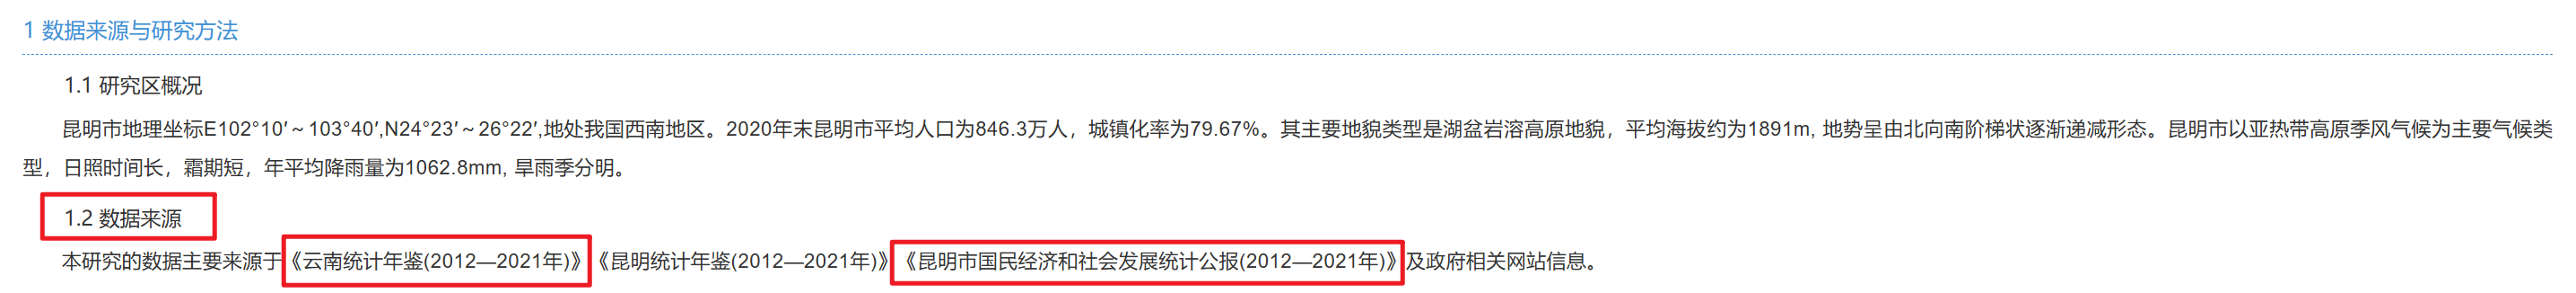 1 数据来源与研究方法
1.1 研究区概况
昆明市地理坐标E102°10′~103°40′,N24°23′~26°22′,地处我国西南地区。2020年末昆明市平均人口为846.3万人，城镇化率为79.67%。其主要地貌类型是湖盆岩溶高原地貌，平均海拔约为1891m, 地势呈由北向南阶梯状逐渐递减形态。昆明市以亚热带高原季风气候为主要气候类
型，日照时间长，霜期短，年平均降雨量为1062.8mm, 旱雨季分明。
1.2 数据来源
本研究的数据主要来源于《云南统计年鉴(2012—2021年)》《昆明统计年鉴(2012—2021年)》《昆明市国民经济和社会发展统计公报(2012—2021年)》及政府相关网站信息。